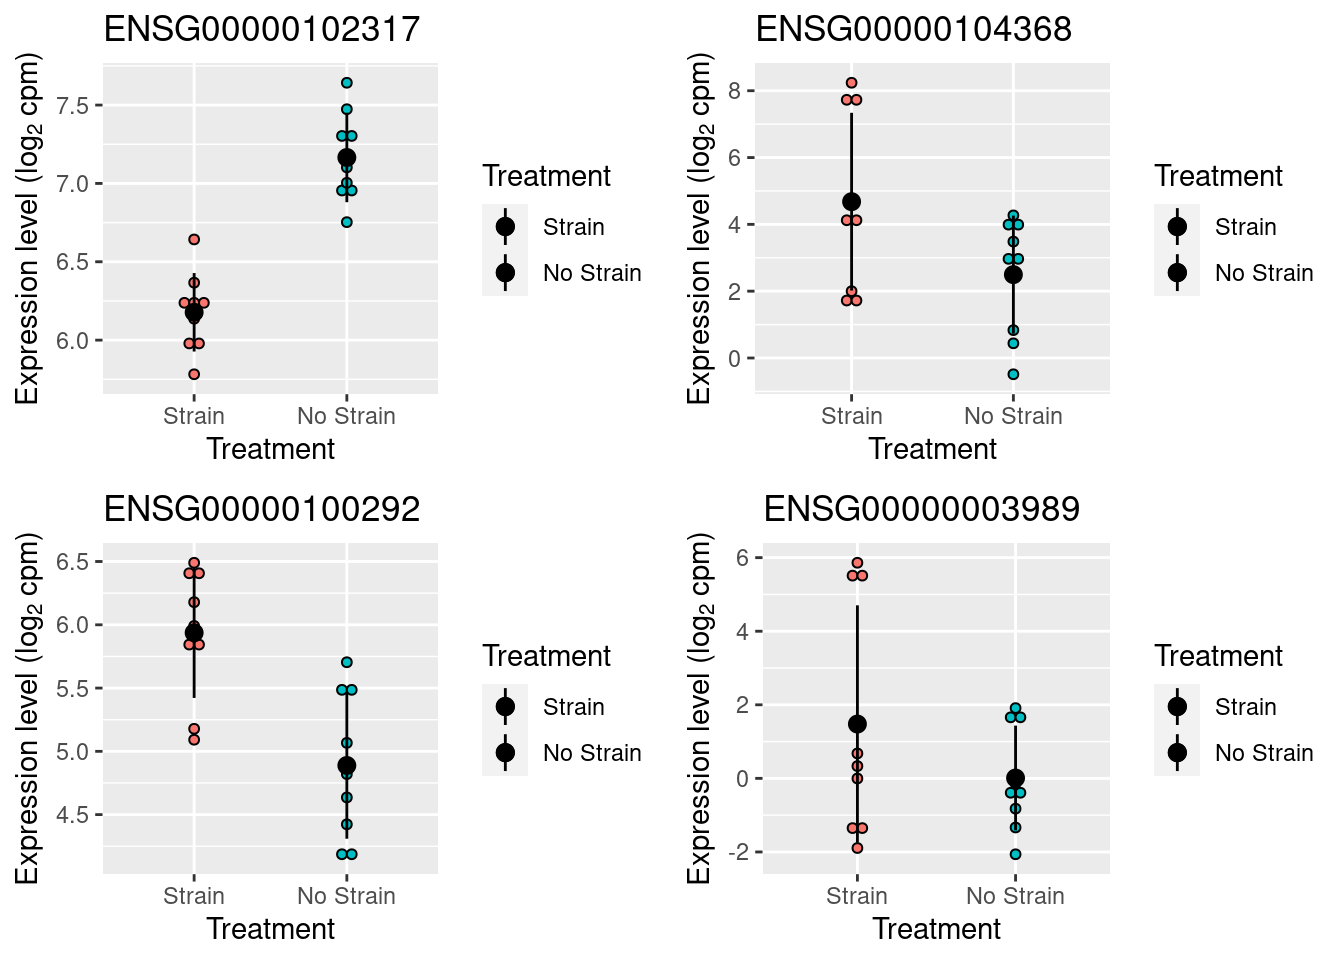 ENSG00000102317
Expression level (log2 cpm)
7.5
7.0
6.5
6.0
Strain No Strain
Treatment
Treatment
Strain
No Strain
ENSG00000104368
Expression level (log2 cpm)
8
6
4
2
0
Strain No Strain
Treatment
Treatment
Strain
No Strain
ENSG00000100292
Expression level (log2 cpm)
6.5
6.0
5.5
5.0
4.5
Strain No Strain
Treatment
Treatment
Strain
No Strain
ENSG00000003989
Expression level (log2 cpm)
6
4
2
0
-2
Strain No Strain
Treatment
Treatment
Strain
No Strain